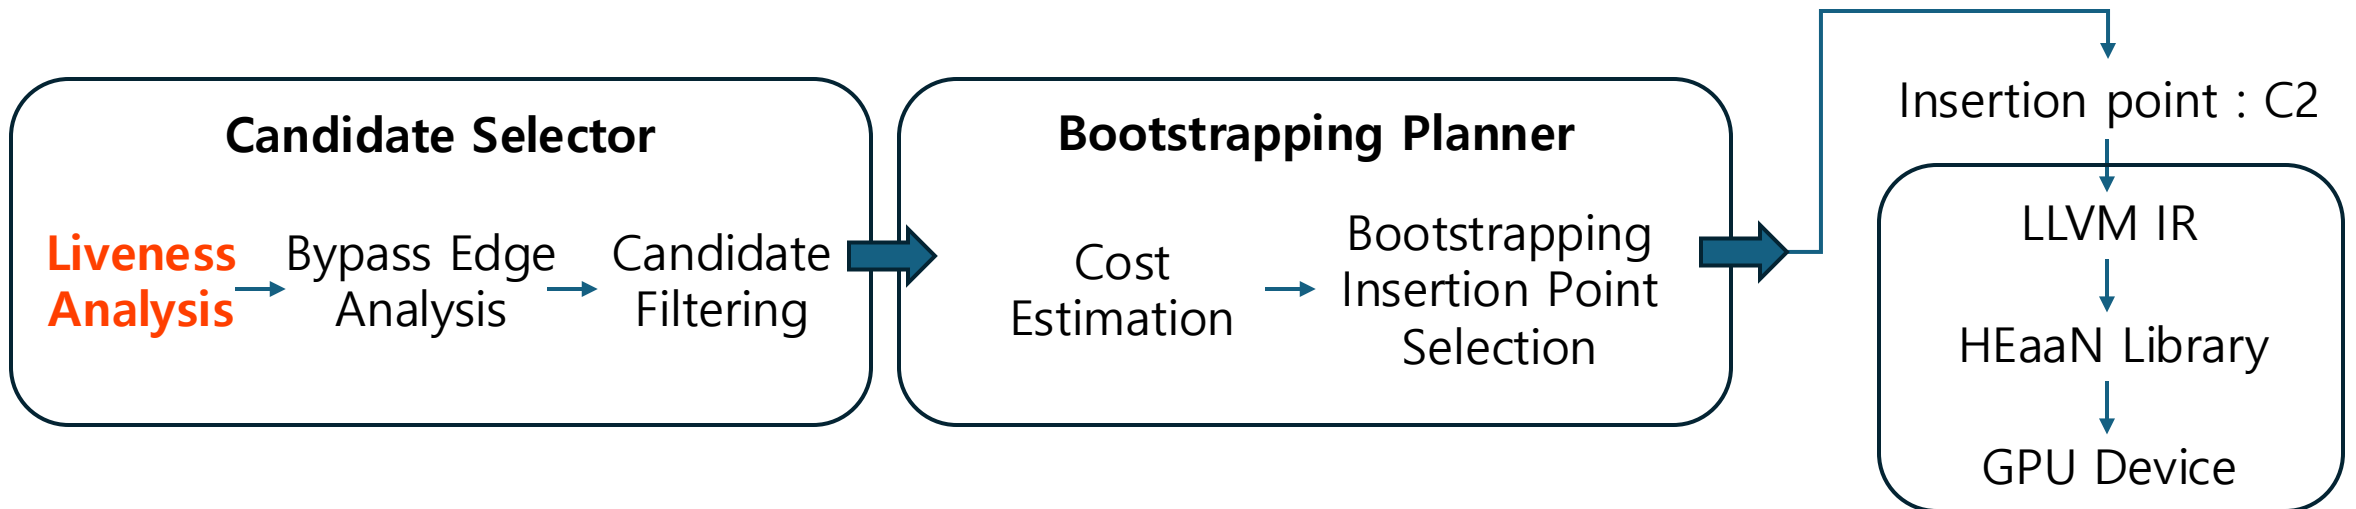 Candidate Selector
Liveness
Analysis
Bypass Edge
Analysis
Candidate
Filtering
Bootstrapping Planner
Cost
Estimation
Bootstrapping
Insertion Point
Selection
Insertion point : C2
LLVM IR
HEaaN Library
GPU Device